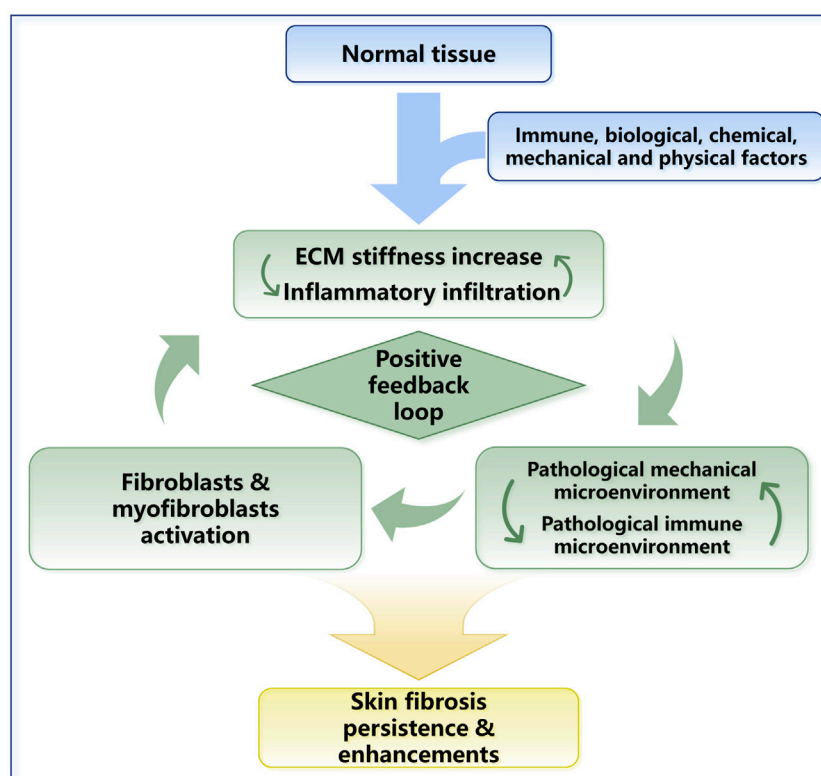 Normal tissue
Immune, biological, chemical,
mechanical and physical factors
ECM stiffness increase
Inflammatory infiltration
Positive
feedback
loop
Fibroblasts &
myofibroblasts
activation
Pathological mechanical
microenvironment
Pathological immune
microenvironment
Skin fibrosis
persistence &
enhancements